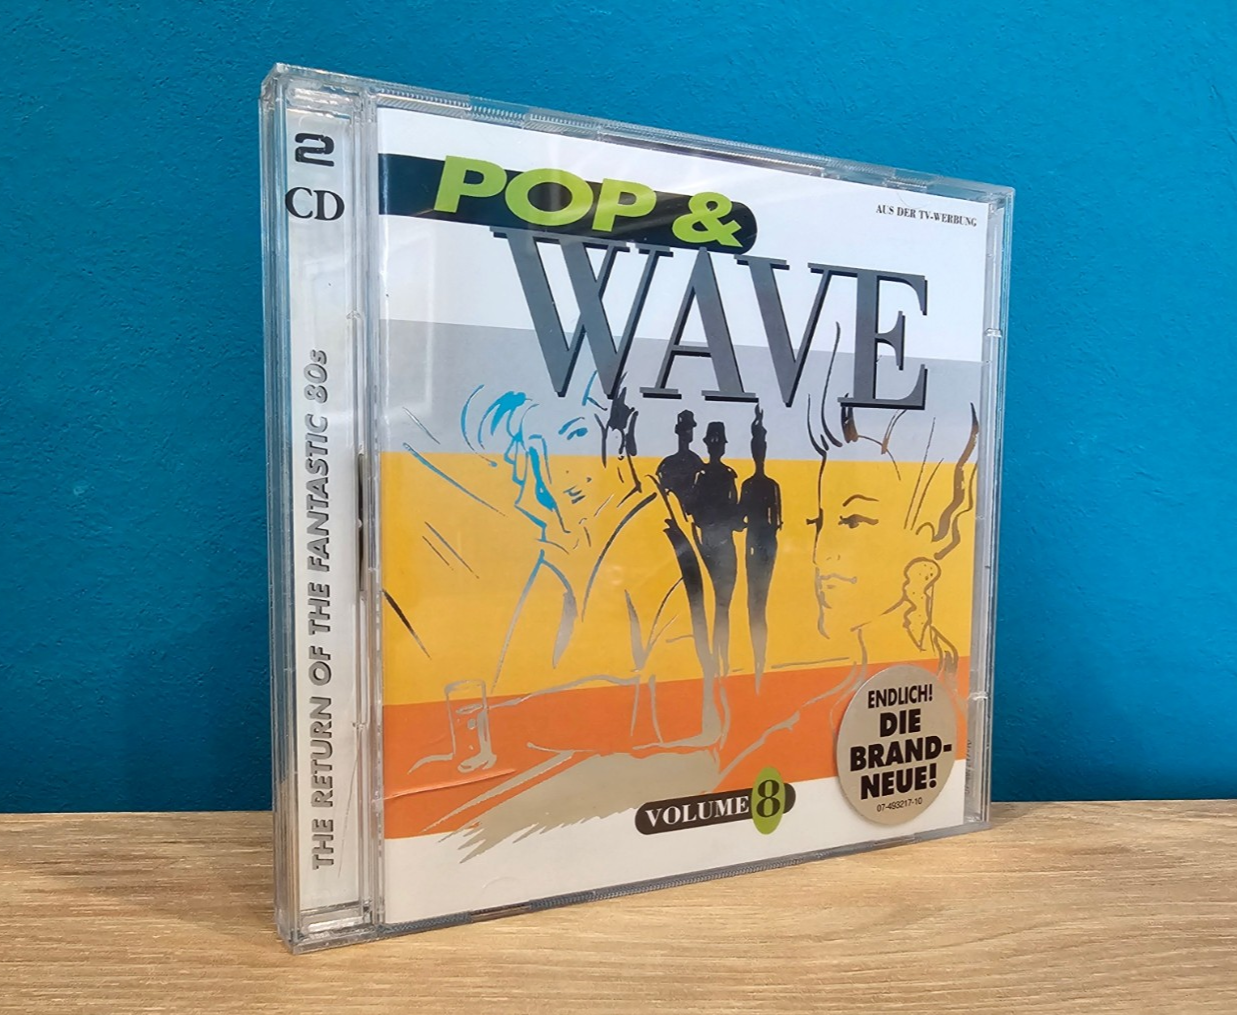 2
CD
THE RETURN OF THE FANTASTIC 80s
POP &
WAVE
AUS DER TV-WERBUNG
ENDLICH!
DIE
BRAND-
NEUE!
07-493217-10
VOLUME 8